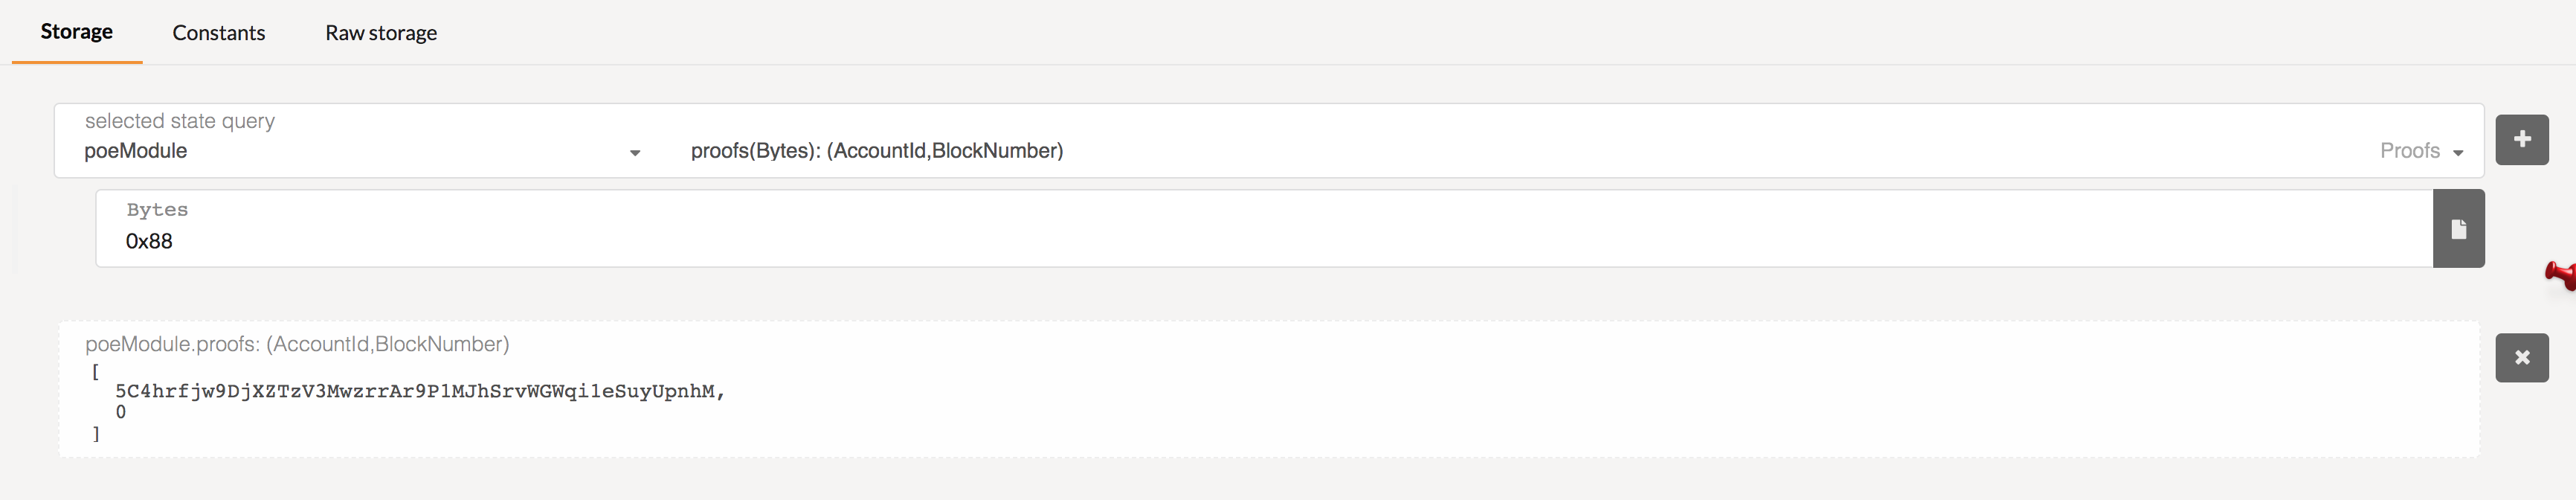 Storage Constants Raw storage
selected state query
poeModule proofs(Bytes): (AccountId,BlockNumber) Proofs
Bytes
0x88
poeModule.proofs: (AccountId,BlockNumber)
[
5C4hrfjw9DjXZTzV3MwzrrAr9P1MJhSrvWGWqi1eSuyUpnhM,
0
]